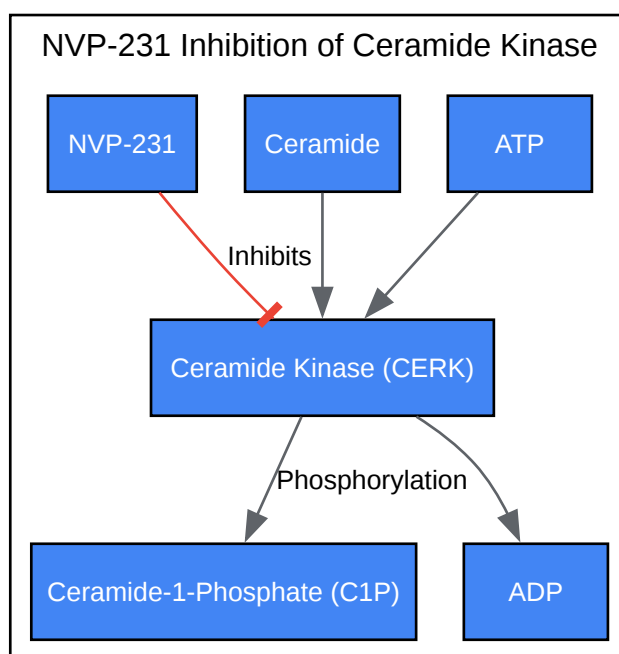 NVP-231 Inhibition of Ceramide Kinase
NVP-231
Ceramide
ATP
Inhibits
Ceramide Kinase (CERK)
Phosphorylation
Ceramide-1-Phosphate (C1P)
ADP